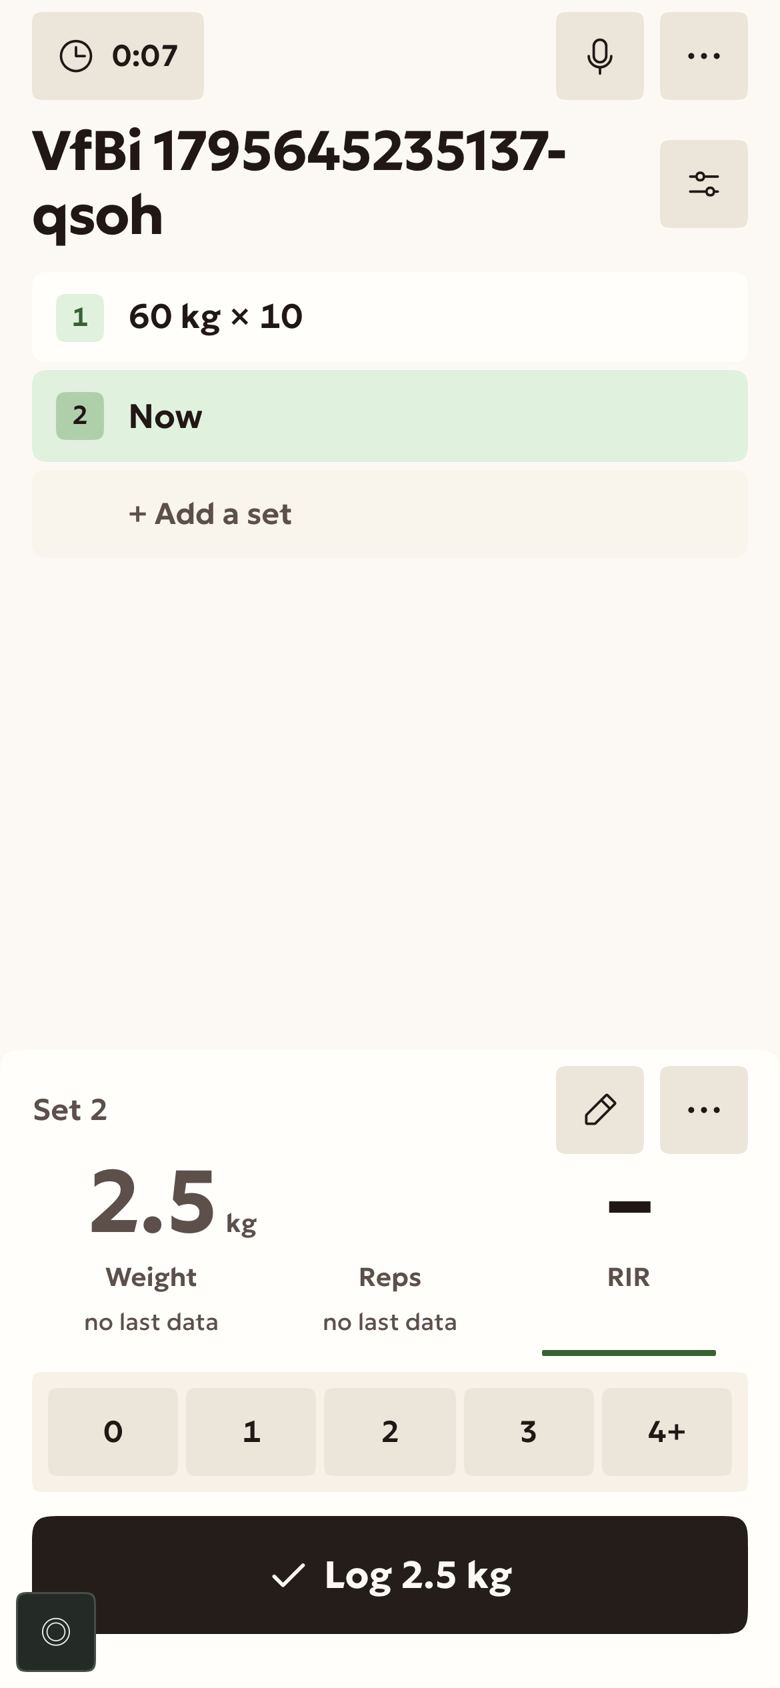 0:07
VfBi 1795645235137-
qsoh
1 60 kg × 10
2 Now
+ Add a set
Set 2
2.5 kg –
Weight Reps RIR
no last data no last data
0 1 2 3 4+
Log 2.5 kg